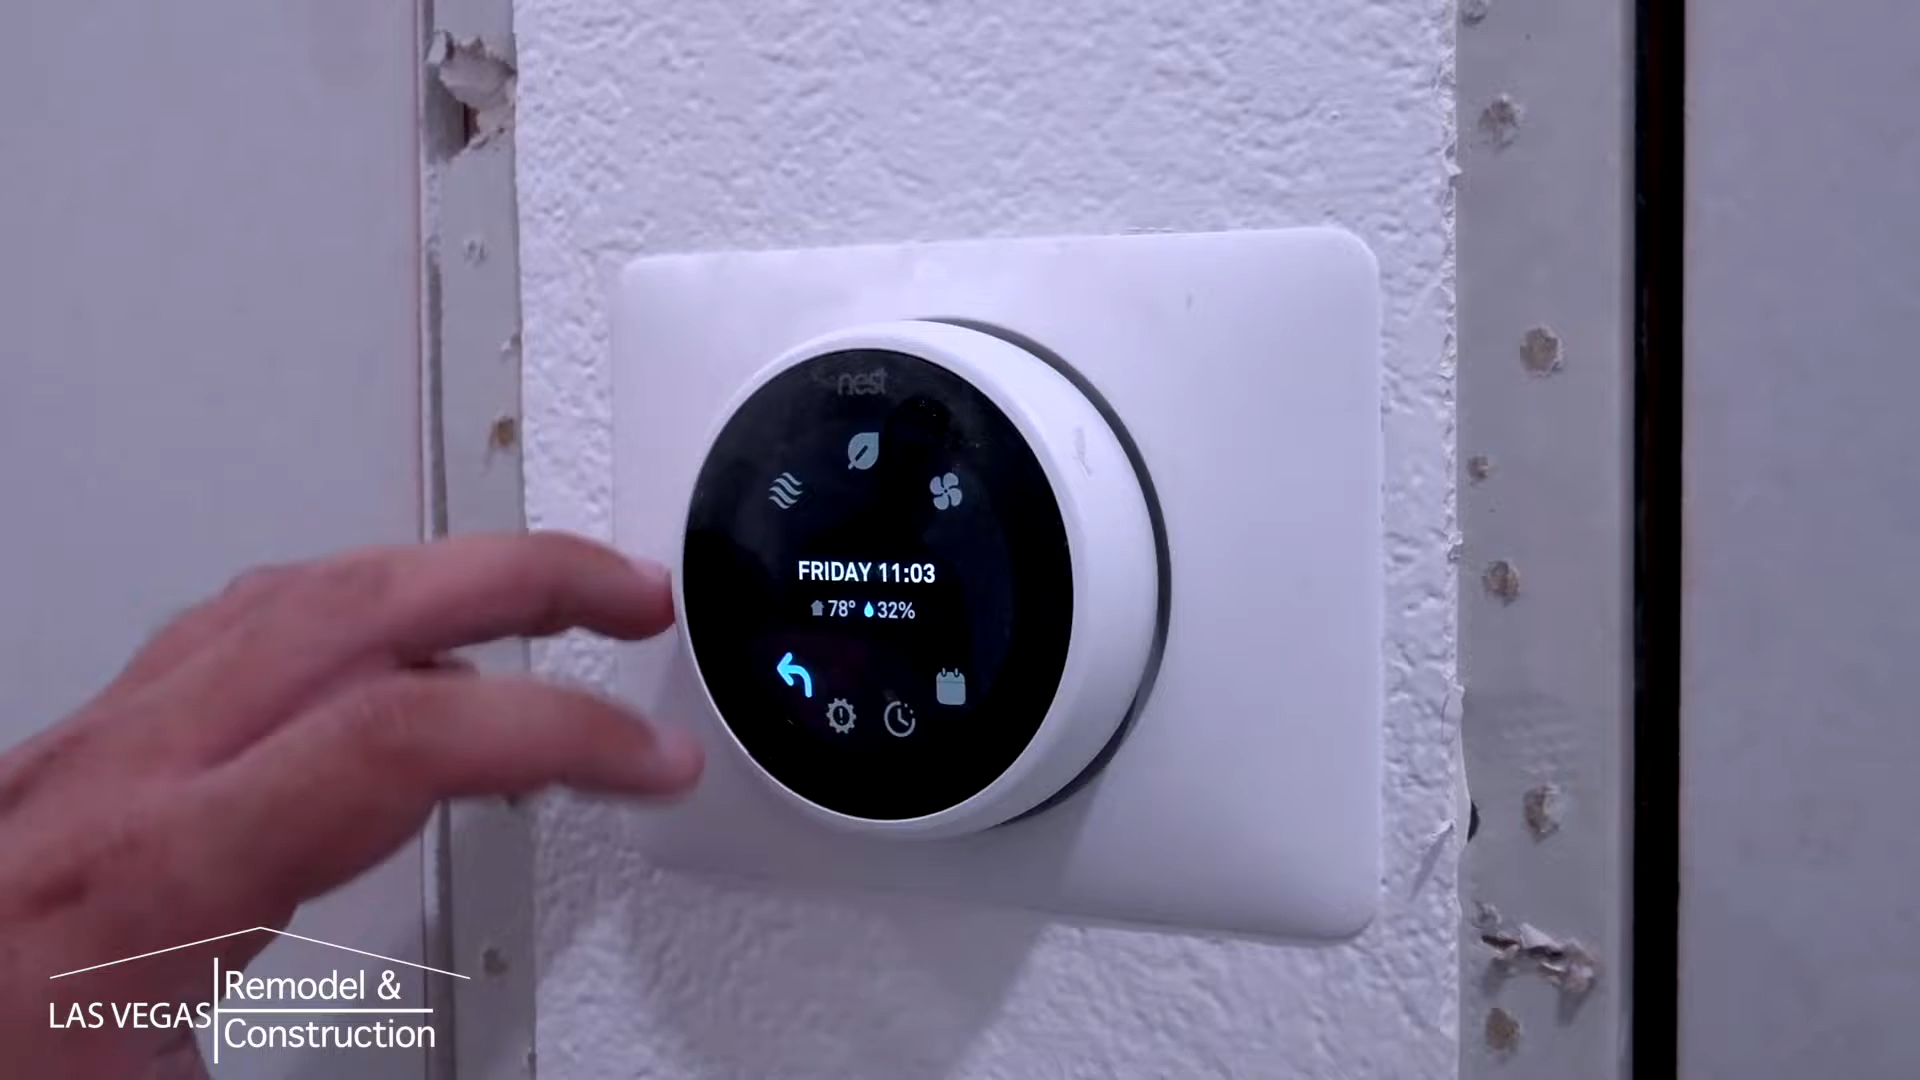 nest
FRIDAY 11:03
78° 32%
LAS VEGAS
Remodel &
Construction